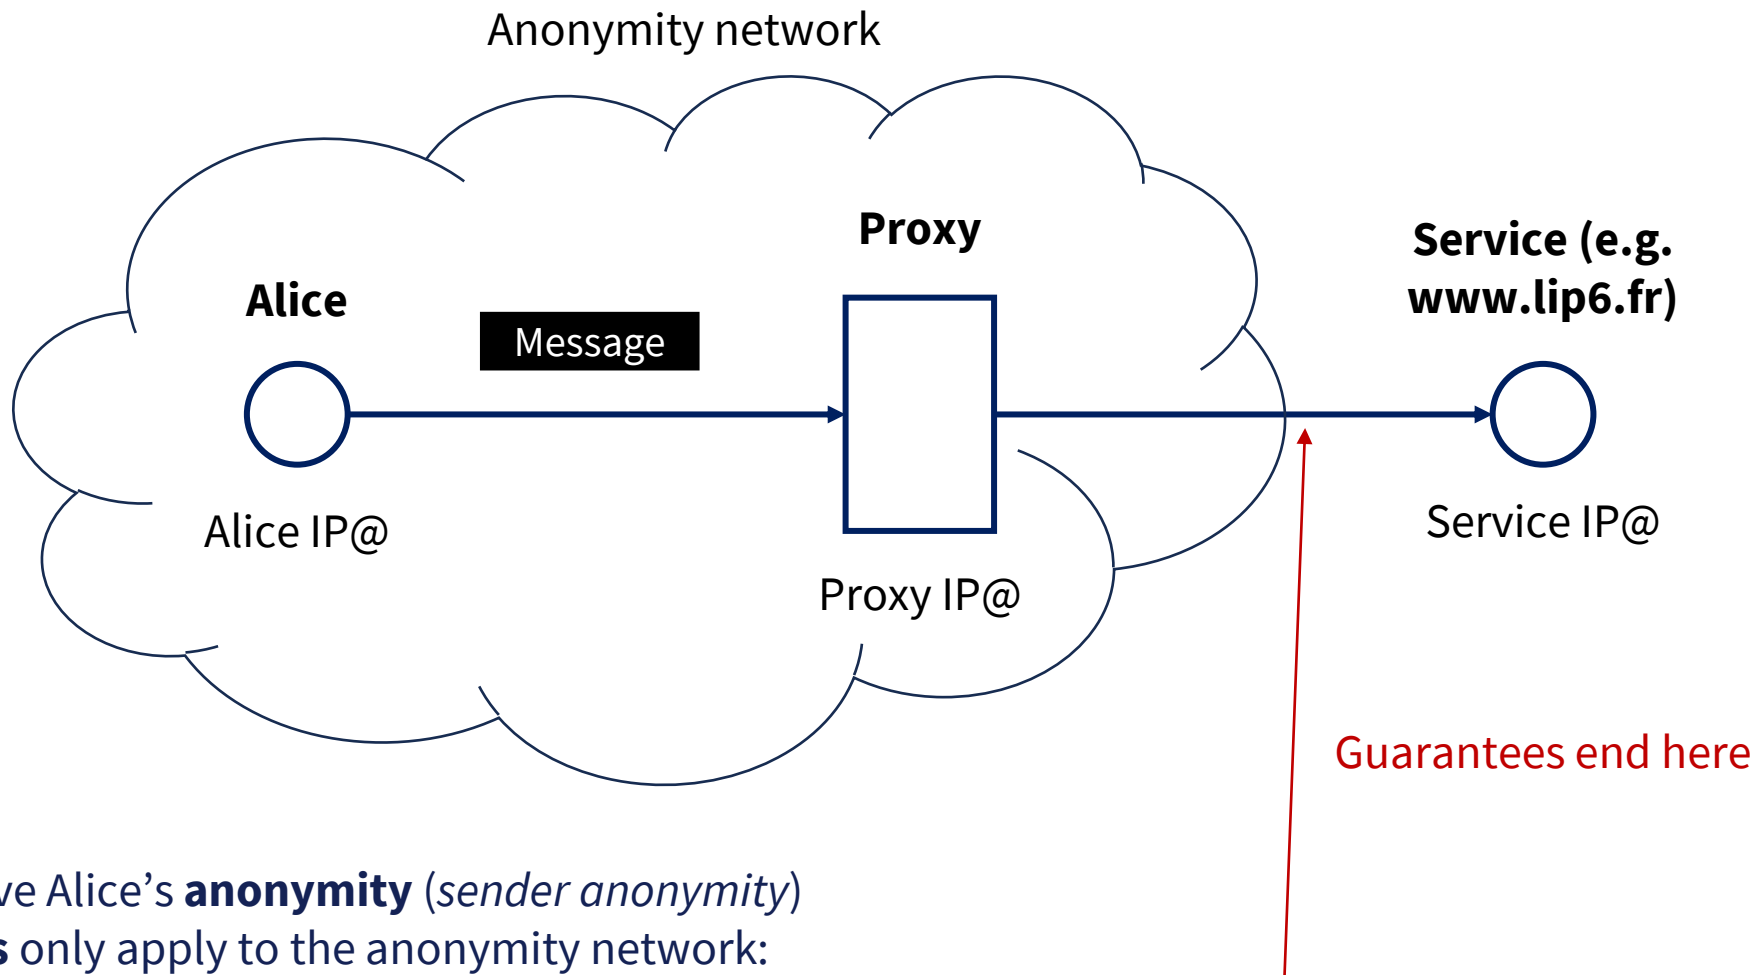 Anonymity network
Proxy
Service (e.g.
www.lip6.fr)
Alice
Message
Alice IP@
Service IP@
Proxy IP@
Guarantees end here
ve Alice’s anonymity (sender anonymity)
s only apply to the anonymity network: